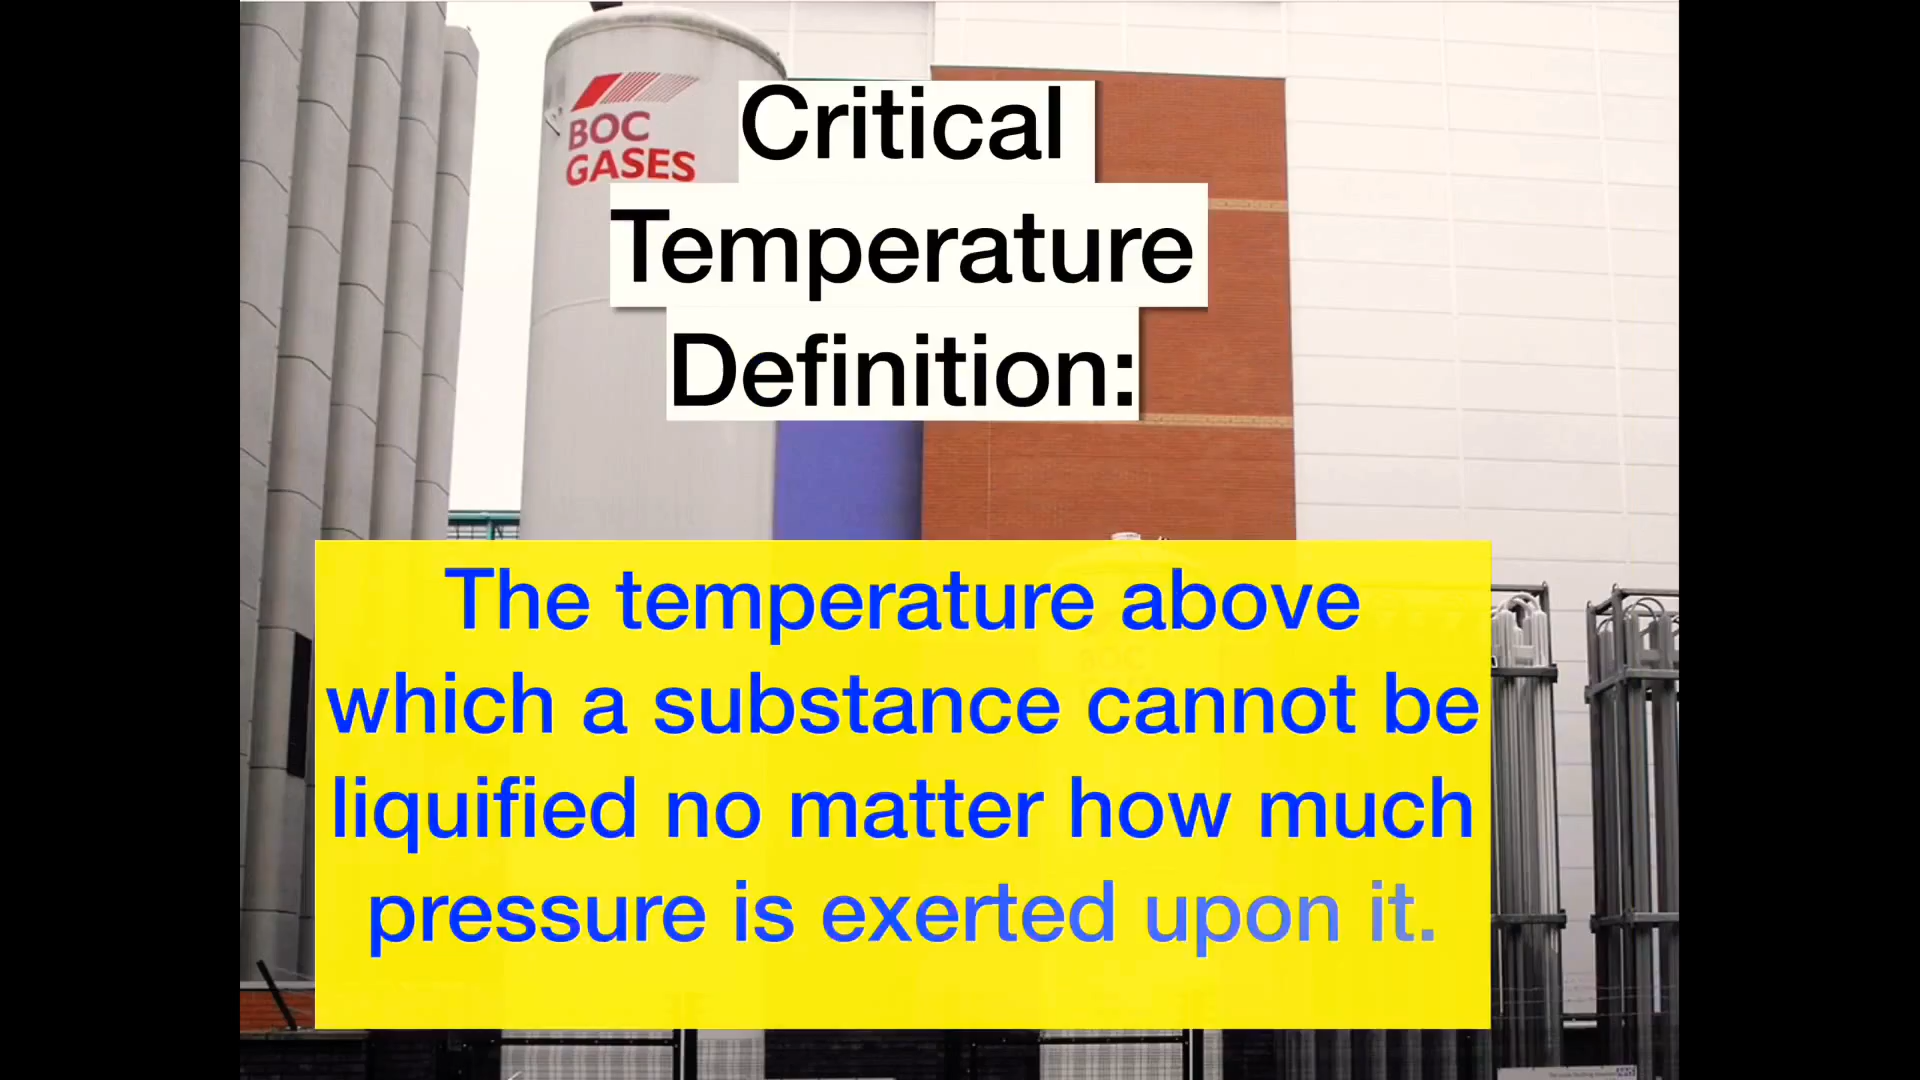 BOC
GASES
Critical
Temperature
Definition:
The temperature above
which a substance cannot be
liquified no matter how much
pressure is exerted upon it.